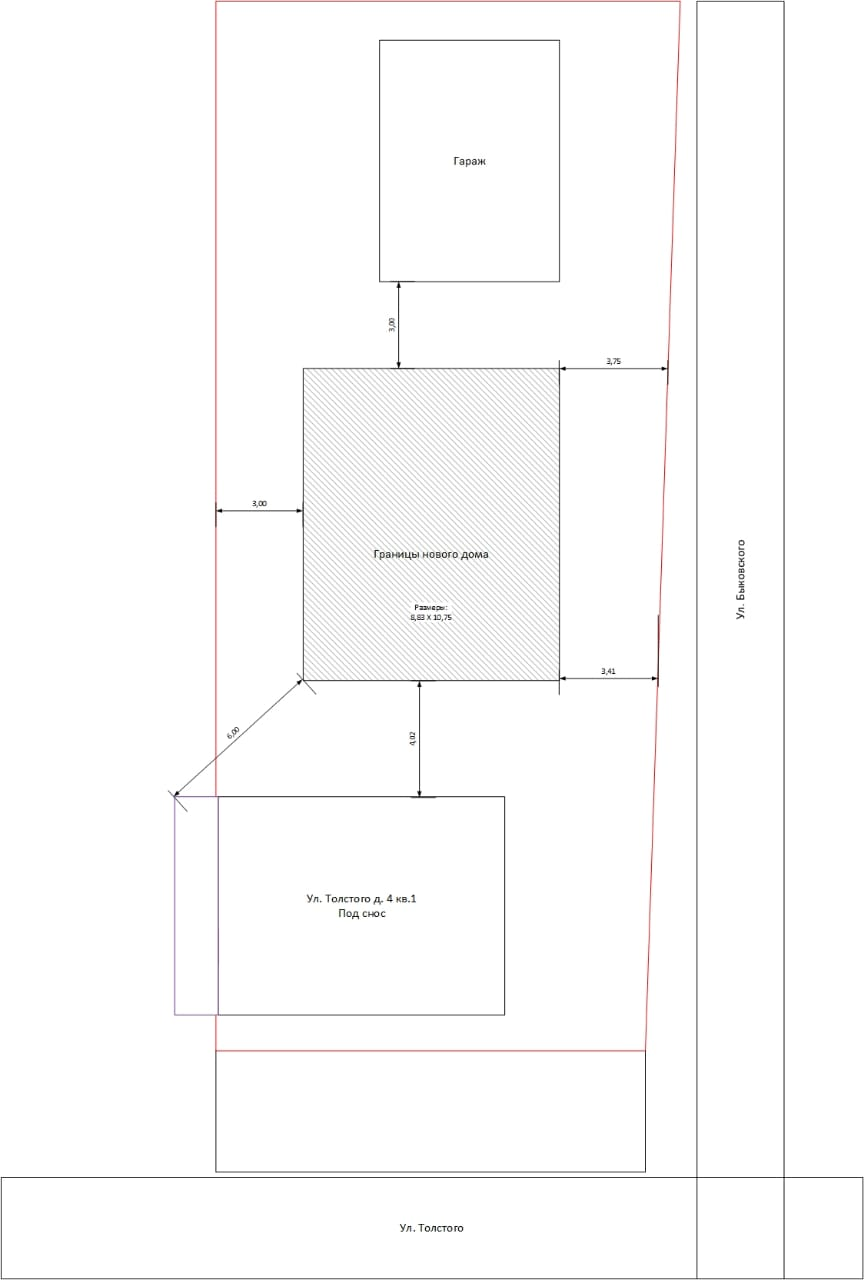 Гараж
3,00
3,75
3,00
Границы нового дома
Ул. Быковского
Размеры:
8,83 X 10,75
3,41
6,00
4,02
Ул. Толстого д. 4 кв.1
Под снос
Ул. Толстого